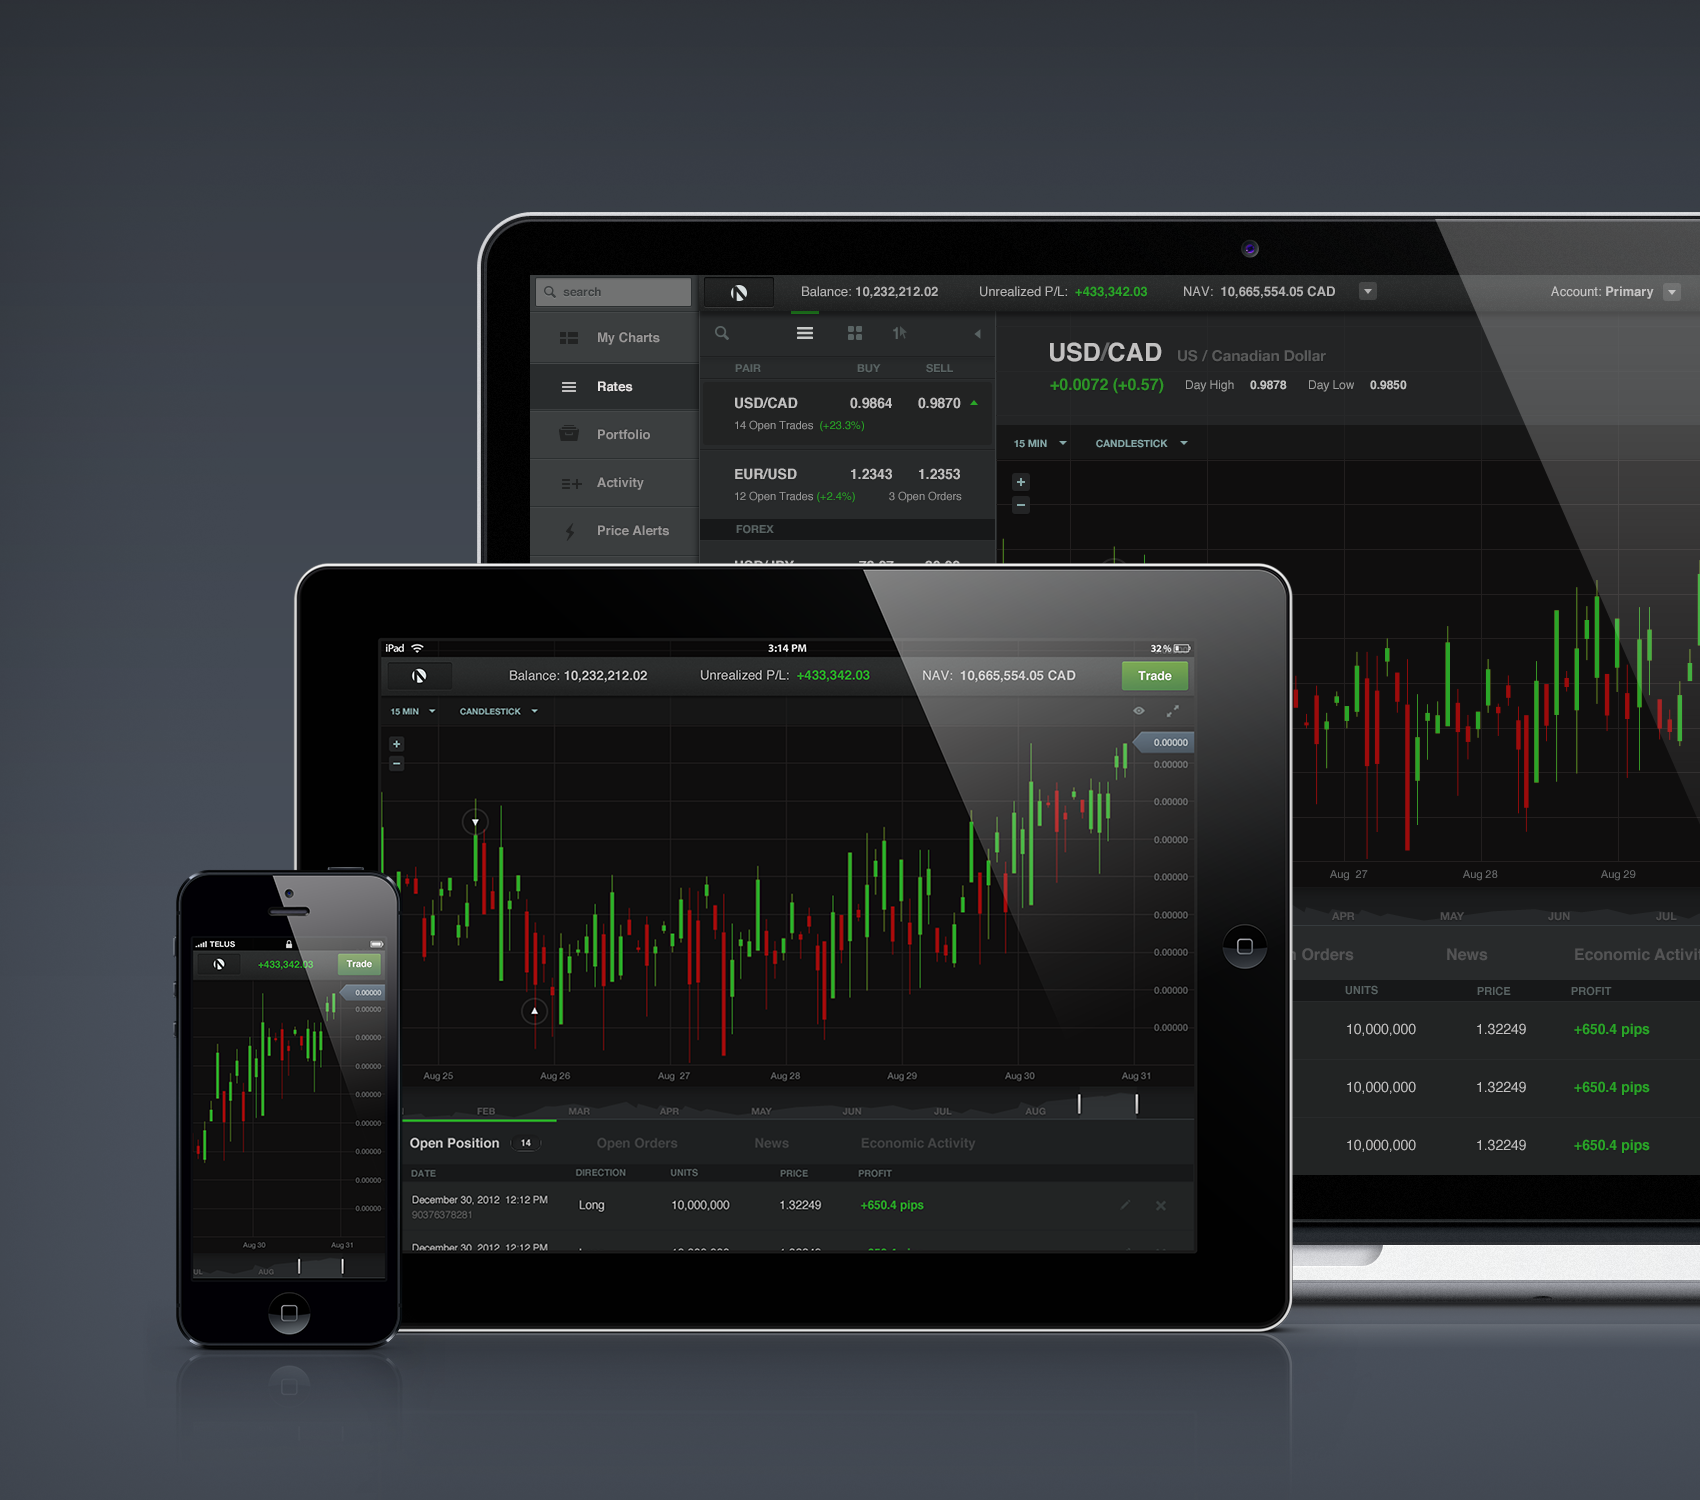 search
Balance: 10,232,212.02 Unrealized P/L: +433,342.03 NAV: 10,665,554.05 CAD Account: Primary
My Charts
Rates
Portfolio
Activity
Price Alerts
PAIR BUY SELL
USD/CAD 0.9864 0.9870
14 Open Trades (+23.3%)
EUR/USD 1.2343 1.2353
12 Open Trades (+2.4%) 3 Open Orders
FOREX
USD/CAD US / Canadian Dollar
+0.0072 (+0.57) Day High 0.9878 Day Low 0.9850
15 MIN CANDLESTICK
+
−
Aug 27 Aug 28 Aug 29
APR MAY JUN JUL
Orders News Economic Activi
UNITS PRICE PROFIT
10,000,000 1.32249 +650.4 pips
10,000,000 1.32249 +650.4 pips
10,000,000 1.32249 +650.4 pips
iPad 3:14 PM 32%
Balance: 10,232,212.02 Unrealized P/L: +433,342.03 NAV: 10,665,554.05 CAD Trade
15 MIN CANDLESTICK
+
−
0.00000
0.00000
0.00000
0.00000
0.00000
0.00000
0.00000
0.00000
0.00000
Aug 25 Aug 26 Aug 27 Aug 28 Aug 29 Aug 30 Aug 31
FEB MAR APR MAY JUN JUL AUG
Open Position 14 Open Orders News Economic Activity
DATE DIRECTION UNITS PRICE PROFIT
December 30, 2012 12:12 PM Long 10,000,000 1.32249 +650.4 pips
90376378281
December 30, 2012 12:12 PM
TELUS
+433,342.03 Trade
0.00000
0.00000
0.00000
0.00000
0.00000
0.00000
0.00000
0.00000
0.00000
Aug 30 Aug 31
UL AUG